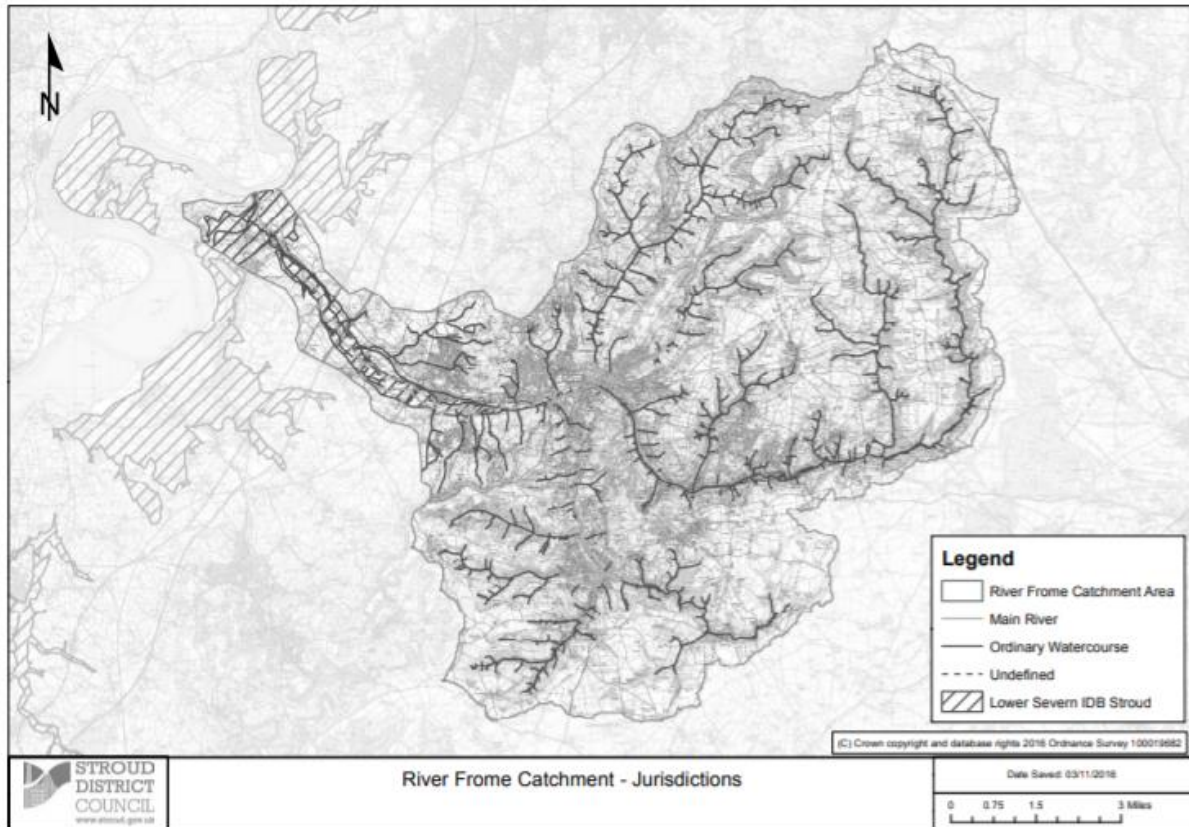 N
Legend
River Frome Catchment Area
Main River
Ordinary Watercourse
Undefined
Lower Severn IDB Stroud
(C) Crown copyright and database rights 2016 Ordnance Survey 100019682
STROUD
DISTRICT
COUNCIL
www.stroud.gov.uk
River Frome Catchment - Jurisdictions
Date Saved: 03/11/2016
0 0.75 1.5 3 Miles